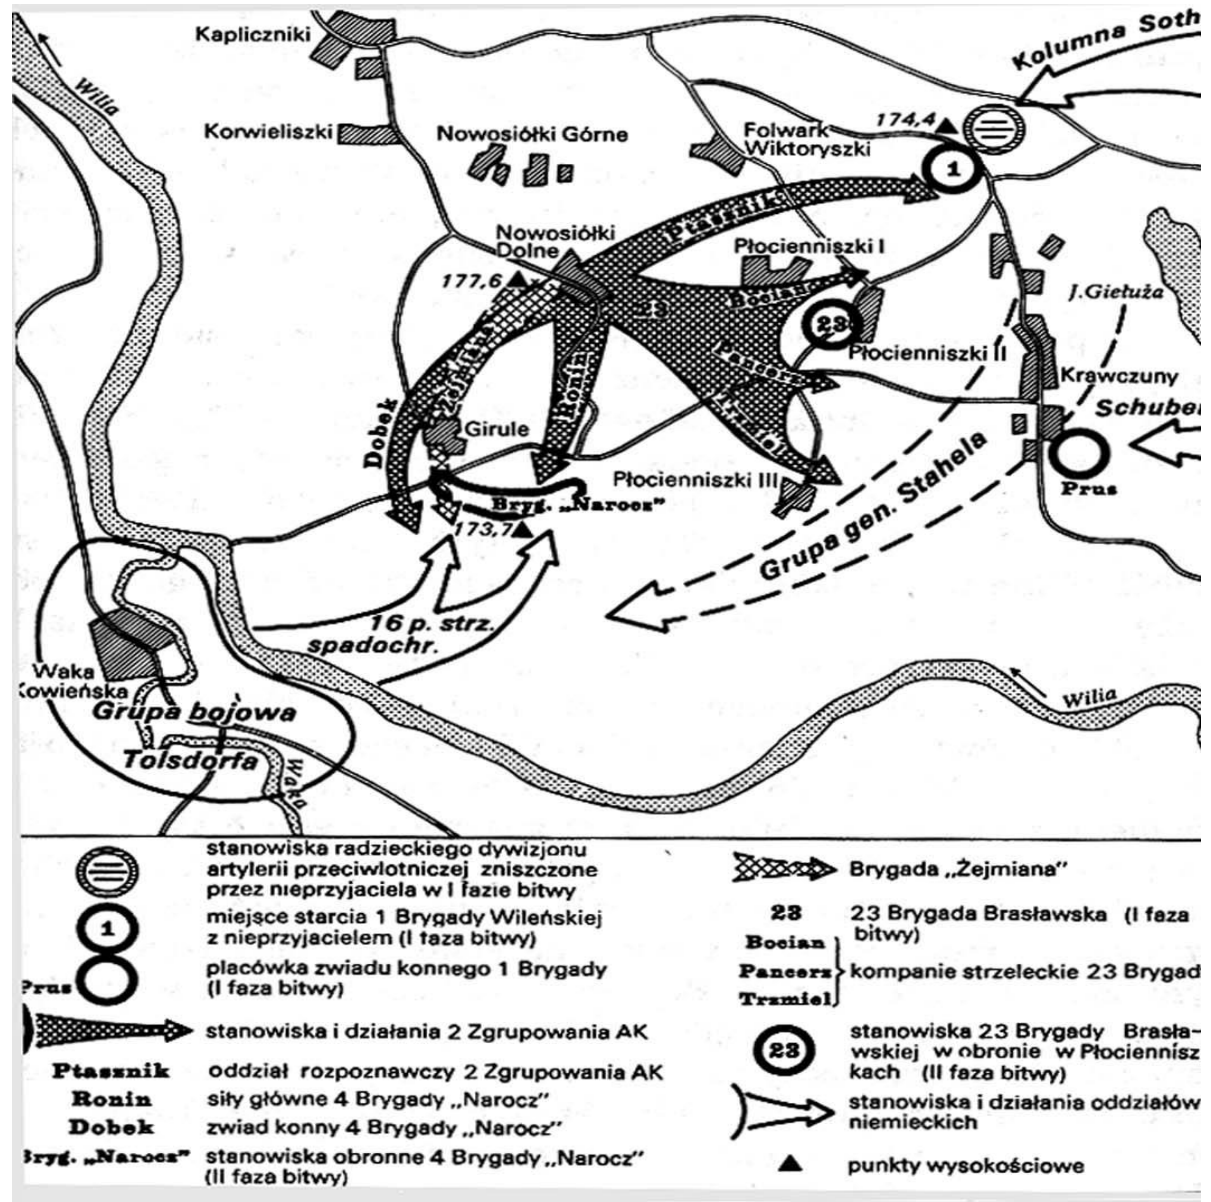 Kapliczniki
Kolumna Soth
Wilia
Korwieliszki
Nowosiółki Górne
Folwark
Wiktoryszki
174,4
1
Ptasznik
Nowosiółki
Dolne
177,6
Płocienniszki I
Bocian
J. Giełuża
23
23
Płocienniszki II
Żejmiana
Ronin
Pancerz
Krawczuny
Dobek
Girule
Trzmiel
Schuber
Płocienniszki III
Prus
Bryg. „Narocz”
173,7
Grupa gen. Stahela
16 p. strz.
spadochr.
Waka
Kowieńska
Wilia
Grupa bojowa
Tolsdorfa
Waka
stanowiska radzieckiego dywizjonu
artylerii przeciwlotniczej zniszczone
przez nieprzyjaciela w I fazie bitwy
1 miejsce starcia 1 Brygady Wileńskiej
z nieprzyjacielem (I faza bitwy)
Prus placówka zwiadu konnego 1 Brygady
(I faza bitwy)
stanowiska i działania 2 Zgrupowania AK
Ptasznik oddział rozpoznawczy 2 Zgrupowania AK
Ronin siły główne 4 Brygady „Narocz”
Dobek zwiad konny 4 Brygady „Narocz”
Bryg. „Narocz” stanowiska obronne 4 Brygady „Narocz”
(II faza bitwy)
Brygada „Żejmiana”
23 23 Brygada Brasławska (I faza
bitwy)
Bocian
Pancerz kompanie strzeleckie 23 Brygad
Trzmiel
23 stanowiska 23 Brygady Brasła-
wskiej w obronie w Płociennisz
kach (II faza bitwy)
stanowiska i działania oddziałów
niemieckich
punkty wysokościowe